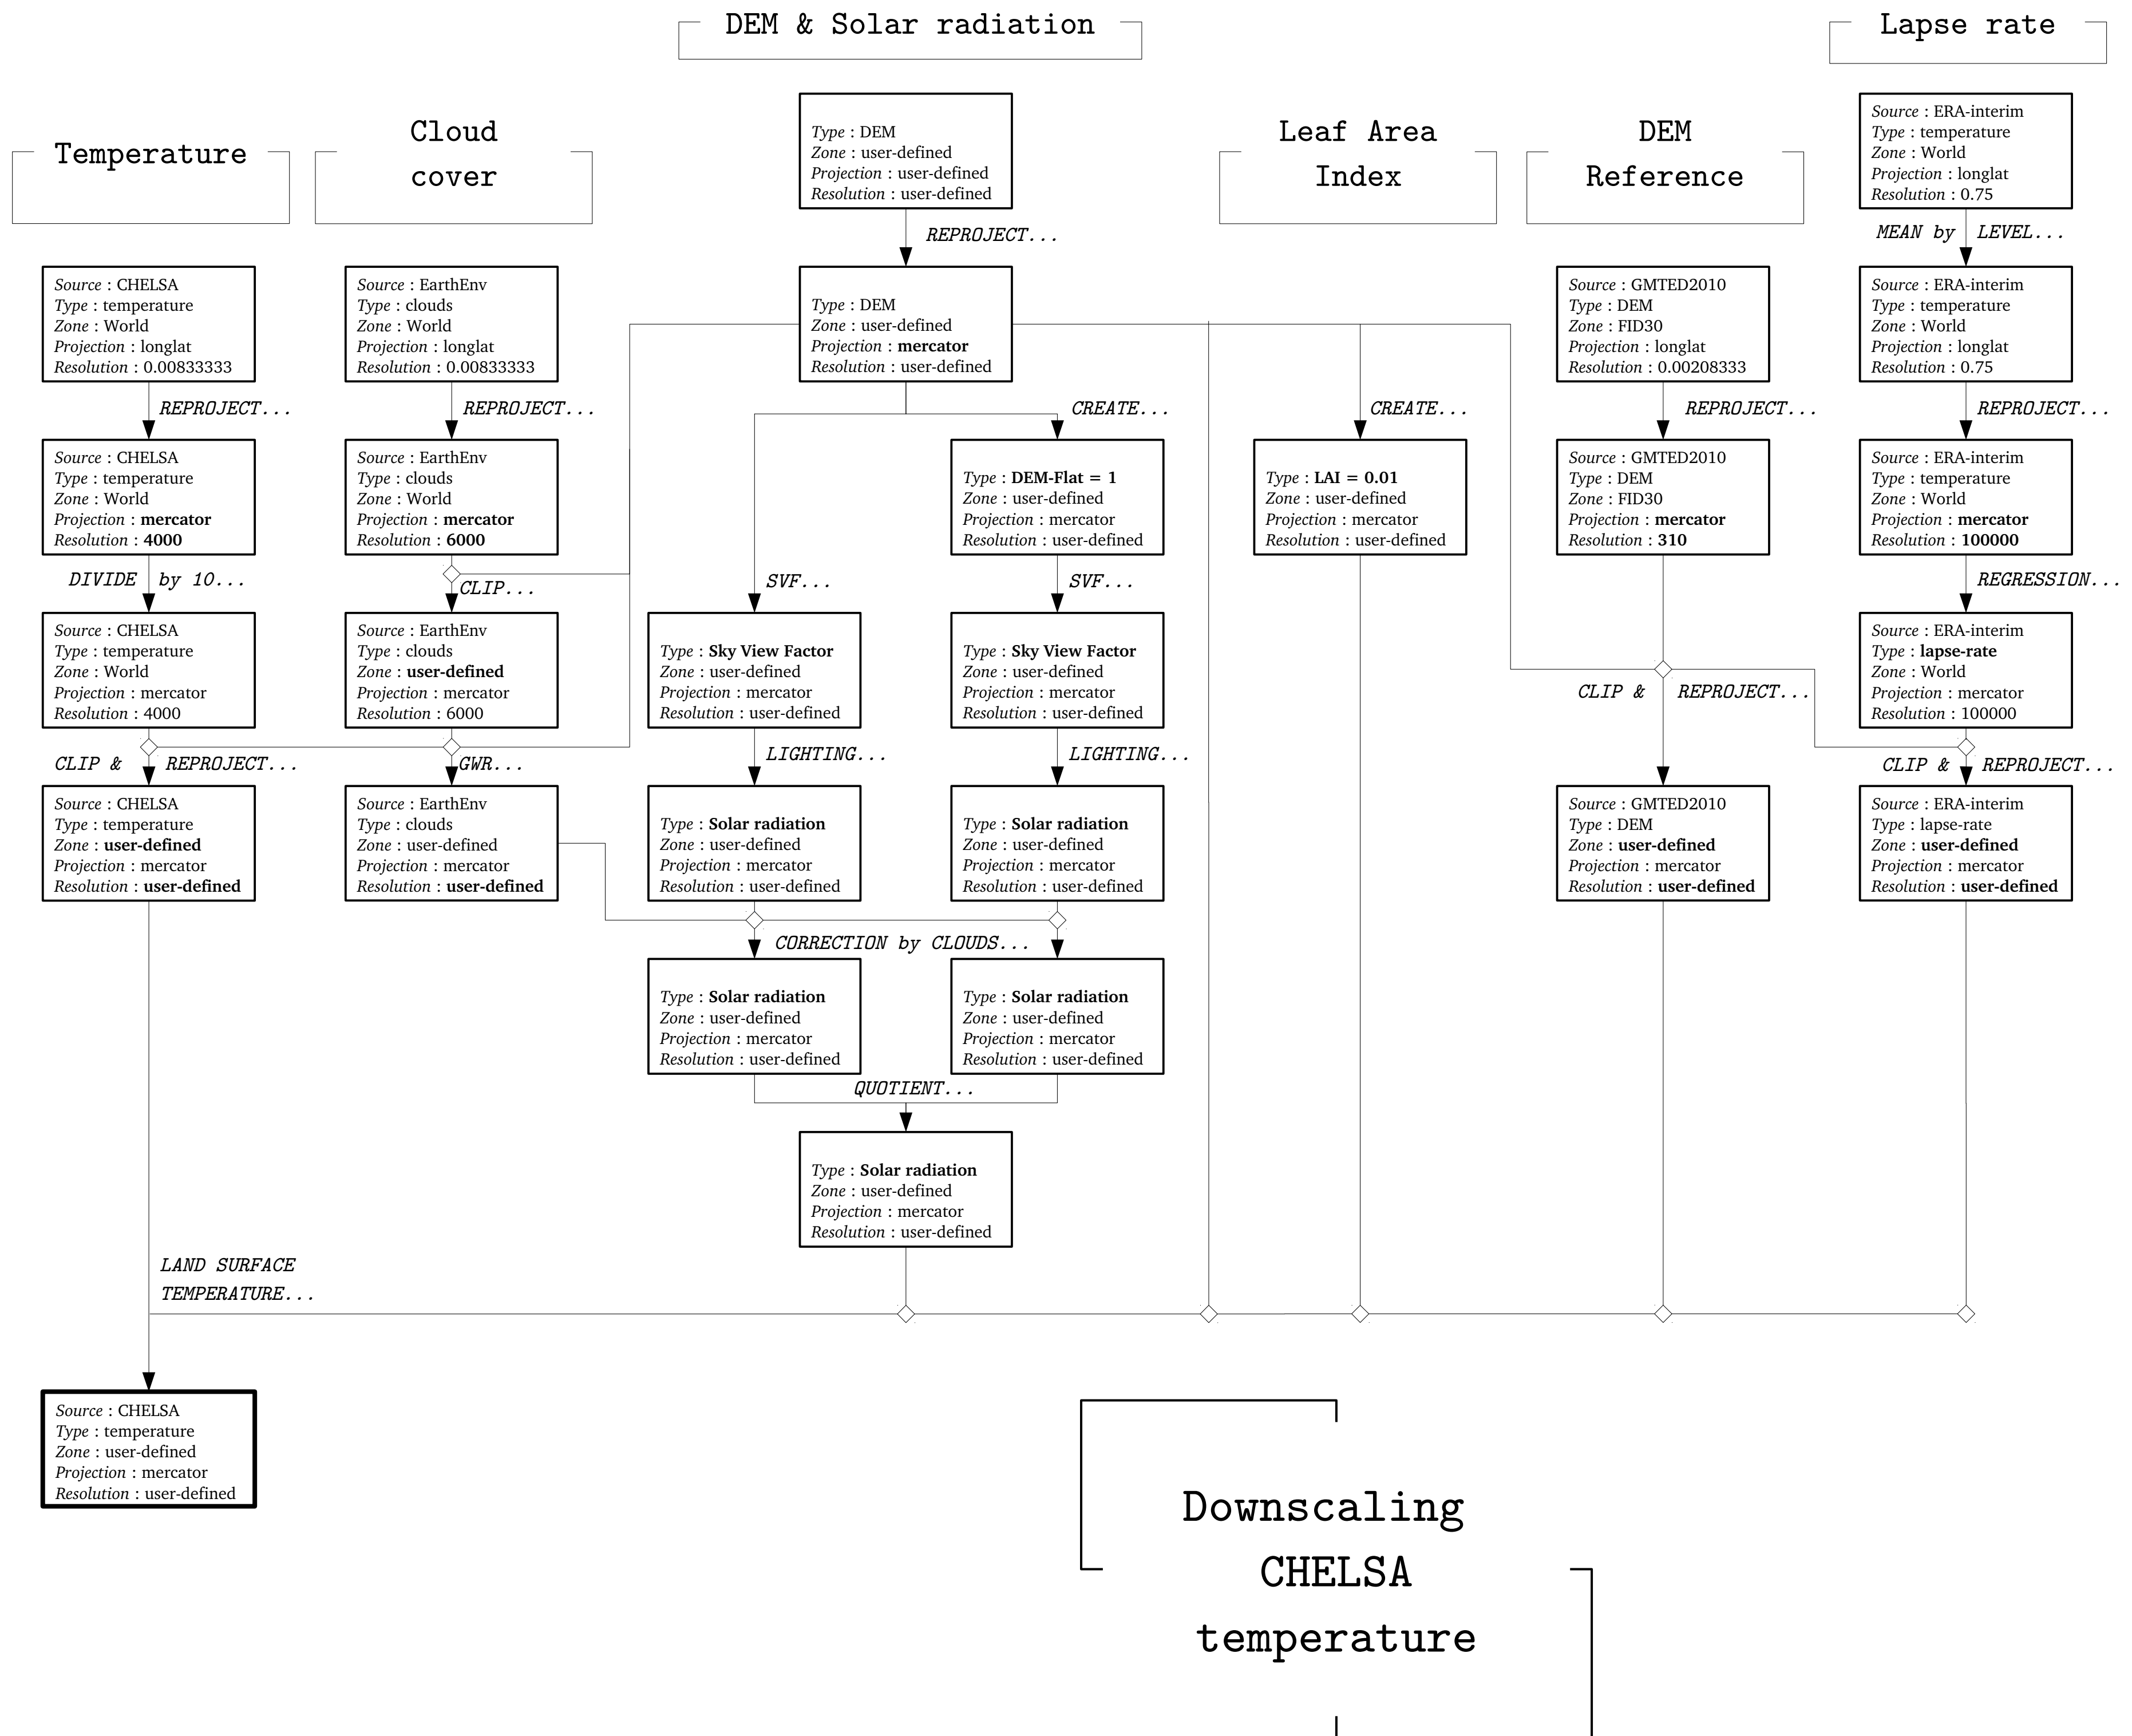 DEM & Solar radiation
Lapse rate
Temperature
Cloud
cover
Leaf Area
Index
DEM
Reference
Type : DEM
Zone : user-defined
Projection : user-defined
Resolution : user-defined
Source : ERA-interim
Type : temperature
Zone : World
Projection : longlat
Resolution : 0.75
REPROJECT...
MEAN by LEVEL...
Source : CHELSA
Type : temperature
Zone : World
Projection : longlat
Resolution : 0.00833333
Source : EarthEnv
Type : clouds
Zone : World
Projection : longlat
Resolution : 0.00833333
Type : DEM
Zone : user-defined
Projection : mercator
Resolution : user-defined
Source : GMTED2010
Type : DEM
Zone : FID30
Projection : longlat
Resolution : 0.00208333
Source : ERA-interim
Type : temperature
Zone : World
Projection : longlat
Resolution : 0.75
REPROJECT...
REPROJECT...
CREATE...
CREATE...
REPROJECT...
REPROJECT...
Source : CHELSA
Type : temperature
Zone : World
Projection : mercator
Resolution : 4000
Source : EarthEnv
Type : clouds
Zone : World
Projection : mercator
Resolution : 6000
Type : DEM-Flat = 1
Zone : user-defined
Projection : mercator
Resolution : user-defined
Type : LAI = 0.01
Zone : user-defined
Projection : mercator
Resolution : user-defined
Source : GMTED2010
Type : DEM
Zone : FID30
Projection : mercator
Resolution : 310
Source : ERA-interim
Type : temperature
Zone : World
Projection : mercator
Resolution : 100000
DIVIDE by 10...
CLIP...
SVF...
SVF...
REGRESSION...
Source : CHELSA
Type : temperature
Zone : World
Projection : mercator
Resolution : 4000
Source : EarthEnv
Type : clouds
Zone : user-defined
Projection : mercator
Resolution : 6000
Type : Sky View Factor
Zone : user-defined
Projection : mercator
Resolution : user-defined
Type : Sky View Factor
Zone : user-defined
Projection : mercator
Resolution : user-defined
CLIP & REPROJECT...
Source : ERA-interim
Type : lapse-rate
Zone : World
Projection : mercator
Resolution : 100000
CLIP & REPROJECT...
GWR...
LIGHTING...
LIGHTING...
CLIP & REPROJECT...
Source : CHELSA
Type : temperature
Zone : user-defined
Projection : mercator
Resolution : user-defined
Source : EarthEnv
Type : clouds
Zone : user-defined
Projection : mercator
Resolution : user-defined
Type : Solar radiation
Zone : user-defined
Projection : mercator
Resolution : user-defined
Type : Solar radiation
Zone : user-defined
Projection : mercator
Resolution : user-defined
Source : GMTED2010
Type : DEM
Zone : user-defined
Projection : mercator
Resolution : user-defined
Source : ERA-interim
Type : lapse-rate
Zone : user-defined
Projection : mercator
Resolution : user-defined
CORRECTION by CLOUDS...
Type : Solar radiation
Zone : user-defined
Projection : mercator
Resolution : user-defined
Type : Solar radiation
Zone : user-defined
Projection : mercator
Resolution : user-defined
QUOTIENT...
Type : Solar radiation
Zone : user-defined
Projection : mercator
Resolution : user-defined
LAND SURFACE
TEMPERATURE...
Source : CHELSA
Type : temperature
Zone : user-defined
Projection : mercator
Resolution : user-defined
Downscaling
CHELSA
temperature